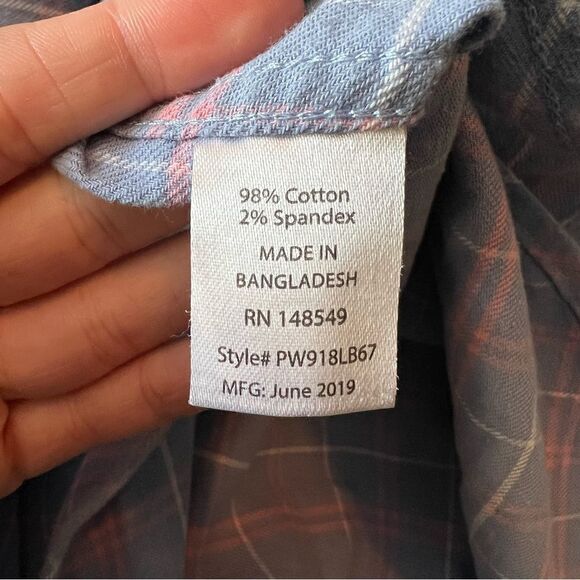 98% Cotton
2% Spandex
MADE IN
BANGLADESH
RN 148549
Style# PW918LB67
MFG: June 2019